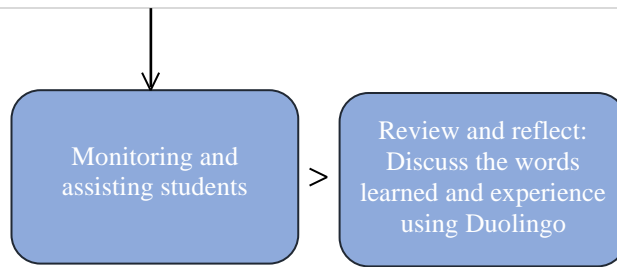 Monitoring and
assisting students
>
Review and reflect:
Discuss the words
learned and experience
using Duolingo